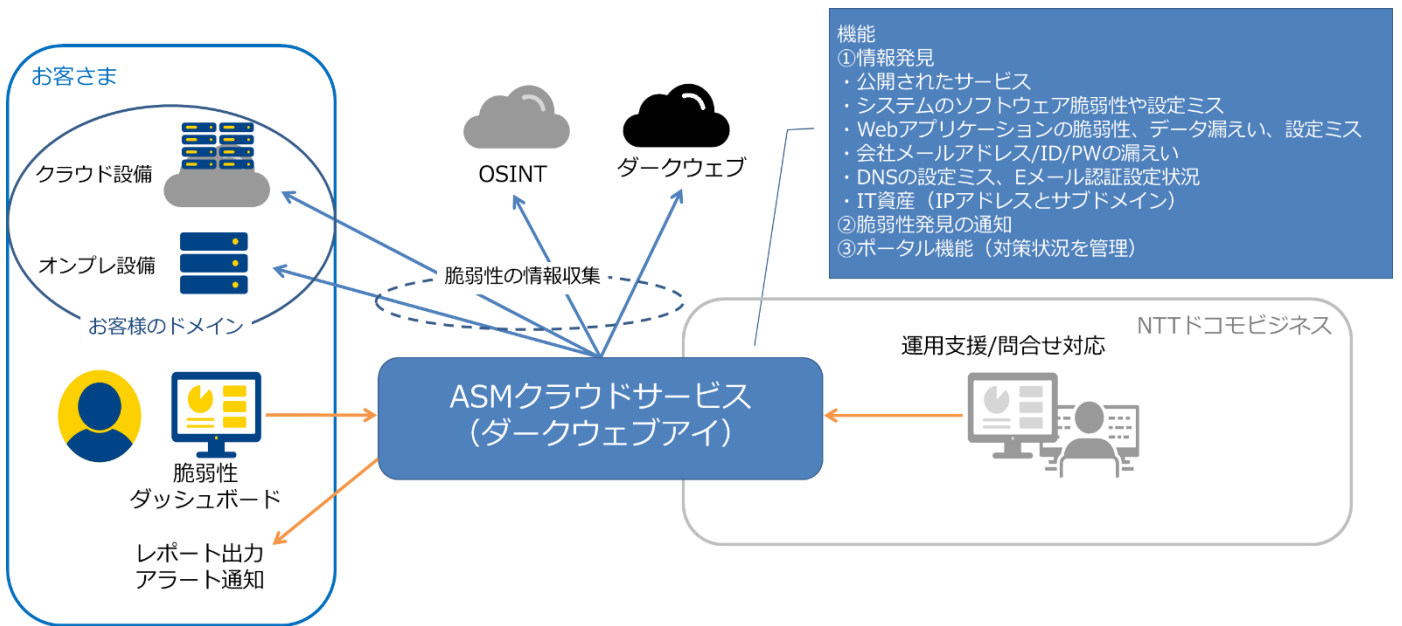 お客さま
クラウド設備
オンプレ設備
お客様のドメイン
脆弱性
ダッシュボード
レポート出力
アラート通知
OSINT
ダークウェブ
脆弱性の情報収集
ASMクラウドサービス
（ダークウェブアイ）
機能
①情報発見
・公開されたサービス
・システムのソフトウェア脆弱性や設定ミス
・Webアプリケーションの脆弱性、データ漏えい、設定ミス
・会社メールアドレス/ID/PWの漏えい
・DNSの設定ミス、Eメール認証設定状況
・IT資産（IPアドレスとサブドメイン）
②脆弱性発見の通知
③ポータル機能（対策状況を管理）
NTTドコモビジネス
運用支援/問合せ対応